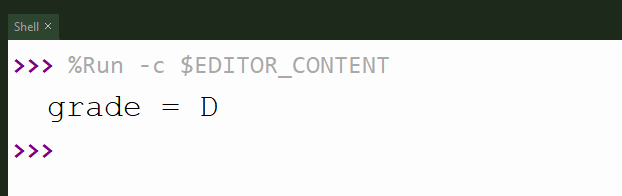 Shell ×
>>> %Run -c $EDITOR_CONTENT
grade = D
>>>